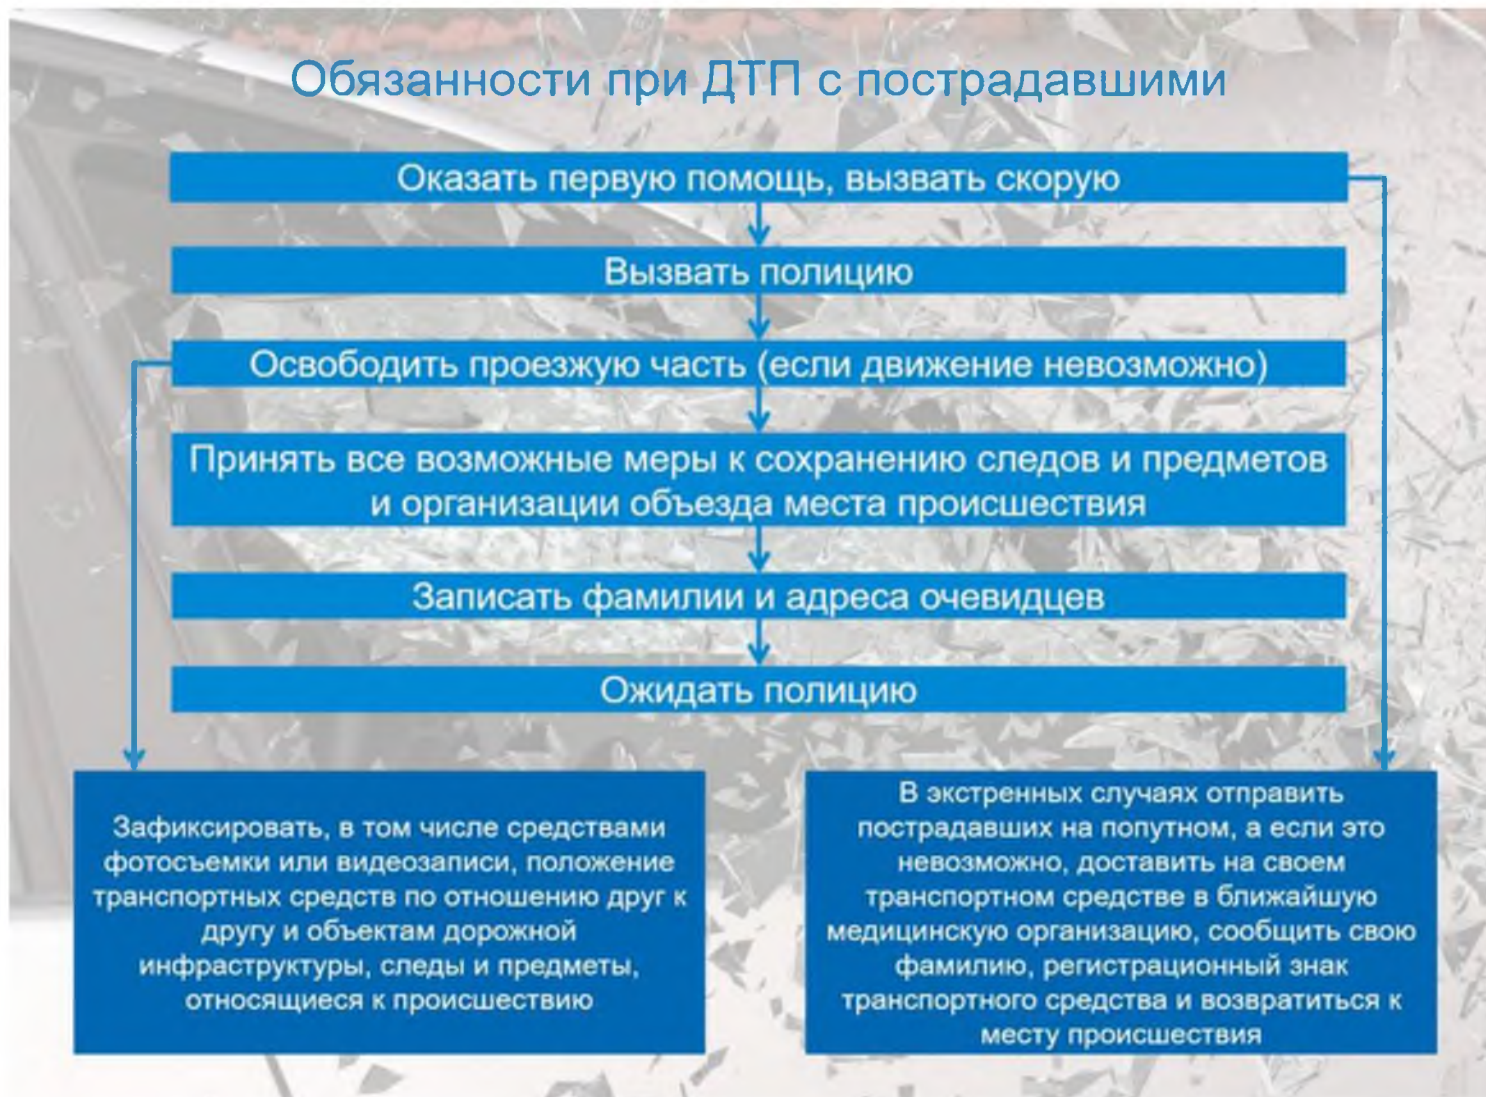 Обязанности при ДТП с пострадавшими
Оказать первую помощь, вызвать скорую
Вызвать полицию
Освободить проезжую часть (если движение невозможно)
Принять все возможные меры к сохранению следов и предметов
и организации объезда места происшествия
Записать фамилии и адреса очевидцев
Ожидать полицию
Зафиксировать, в том числе средствами
фотосъемки или видеозаписи, положение
транспортных средств по отношению друг к
другу и объектам дорожной
инфраструктуры, следы и предметы,
относящиеся к происшествию
В экстренных случаях отправить
пострадавших на попутном, а если это
невозможно, доставить на своем
транспортном средстве в ближайшую
медицинскую организацию, сообщить свою
фамилию, регистрационный знак
транспортного средства и возвратиться к
месту происшествия